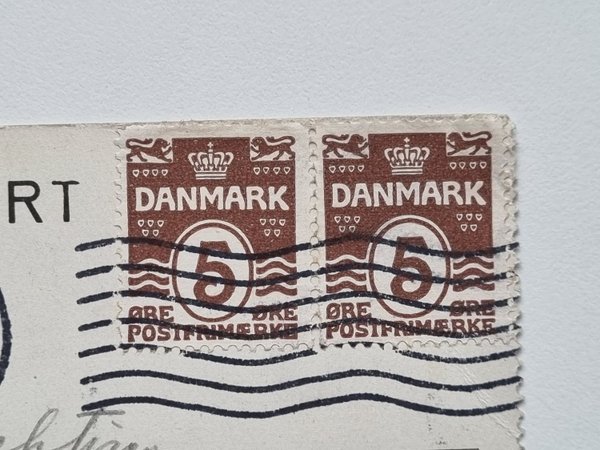 RT
DANMARK
5
ØRE ØRE
POSTFRIMÆRKE
DANMARK
5
ØRE ØRE
POSTFRIMÆRKE